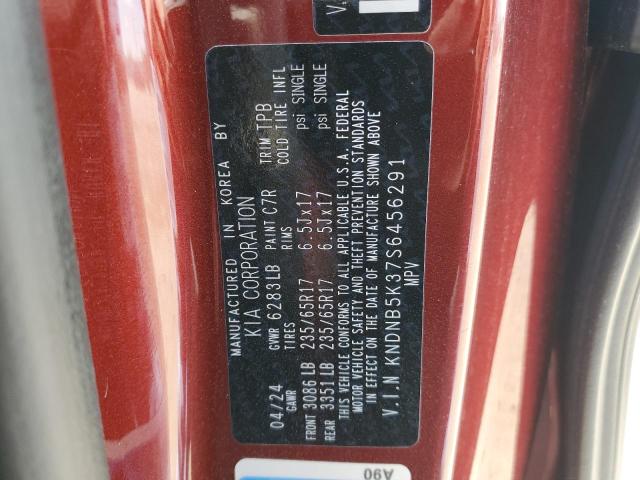 MANUFACTURED IN KOREA BY
KIA CORPORATION
04/24 GVWR 6283LB PAINT C7R TRIM TPB
GAWR TIRES RIMS COLD TIRE INFL
FRONT 3086 LB 235/65R17 6.5Jx17 psi SINGLE
REAR 3351 LB 235/65R17 6.5Jx17 psi SINGLE
THIS VEHICLE CONFORMS TO ALL APPLICABLE U.S.A. FEDERAL
MOTOR VEHICLE SAFETY AND THEFT PREVENTION STANDARDS
IN EFFECT ON THE DATE OF MANUFACTURE SHOWN ABOVE
V.I.N KNDNB5K37S6456291
MPV
A90